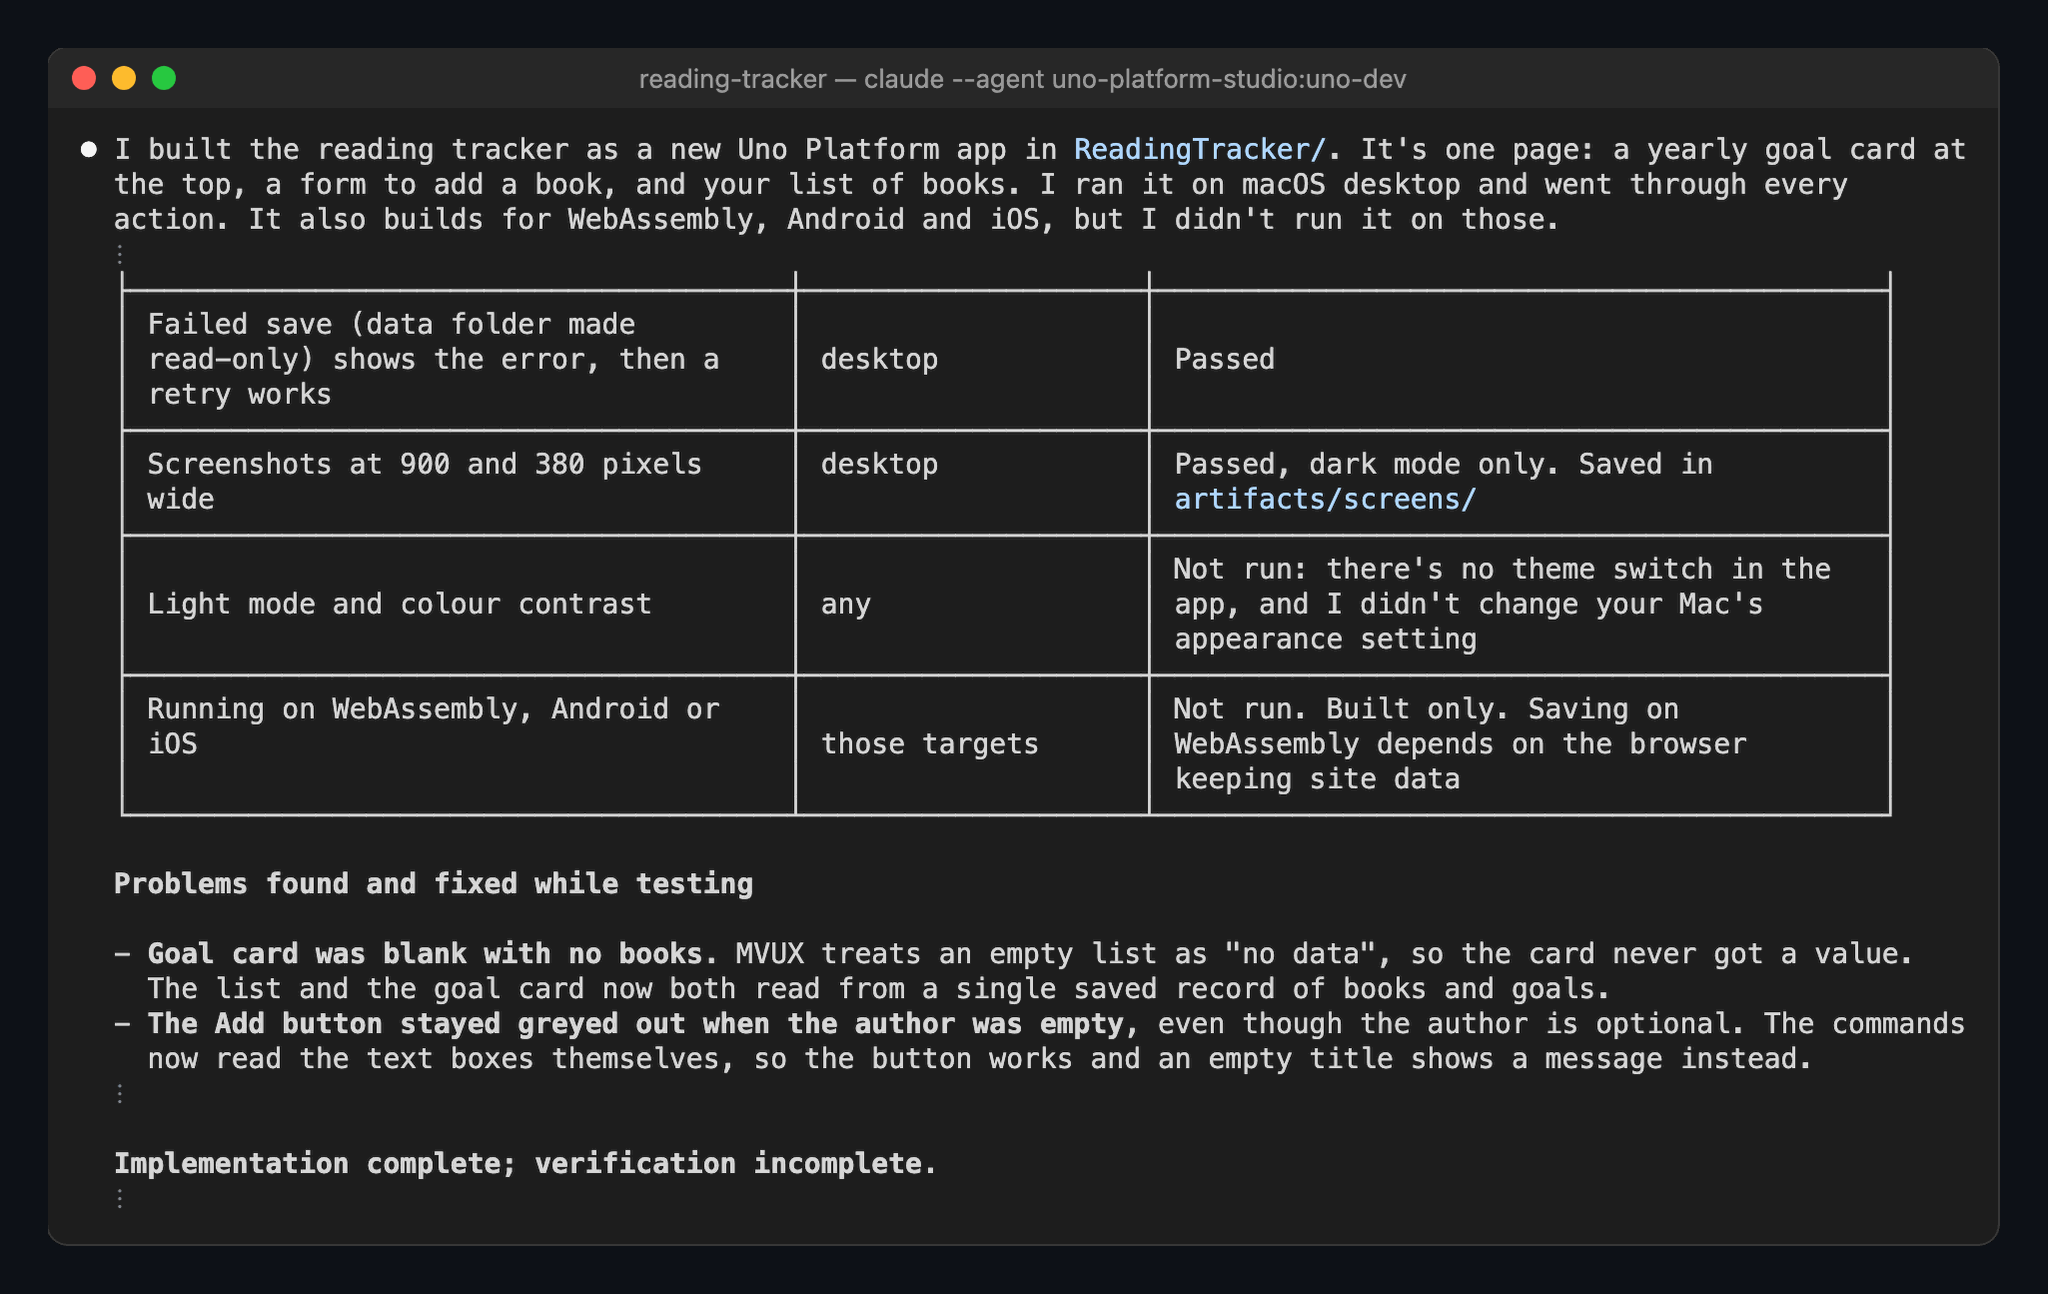 reading-tracker — claude --agent uno-platform-studio:uno-dev
● I built the reading tracker as a new Uno Platform app in ReadingTracker/. It's one page: a yearly goal card at
the top, a form to add a book, and your list of books. I ran it on macOS desktop and went through every
action. It also builds for WebAssembly, Android and iOS, but I didn't run it on those.
⋮
Failed save (data folder made
read-only) shows the error, then a
retry works
desktop
Passed
Screenshots at 900 and 380 pixels
wide
desktop
Passed, dark mode only. Saved in
artifacts/screens/
Light mode and colour contrast
any
Not run: there's no theme switch in the
app, and I didn't change your Mac's
appearance setting
Running on WebAssembly, Android or
iOS
those targets
Not run. Built only. Saving on
WebAssembly depends on the browser
keeping site data
Problems found and fixed while testing
– Goal card was blank with no books. MVUX treats an empty list as "no data", so the card never got a value.
The list and the goal card now both read from a single saved record of books and goals.
– The Add button stayed greyed out when the author was empty, even though the author is optional. The commands
now read the text boxes themselves, so the button works and an empty title shows a message instead.
⋮
Implementation complete; verification incomplete.
⋮